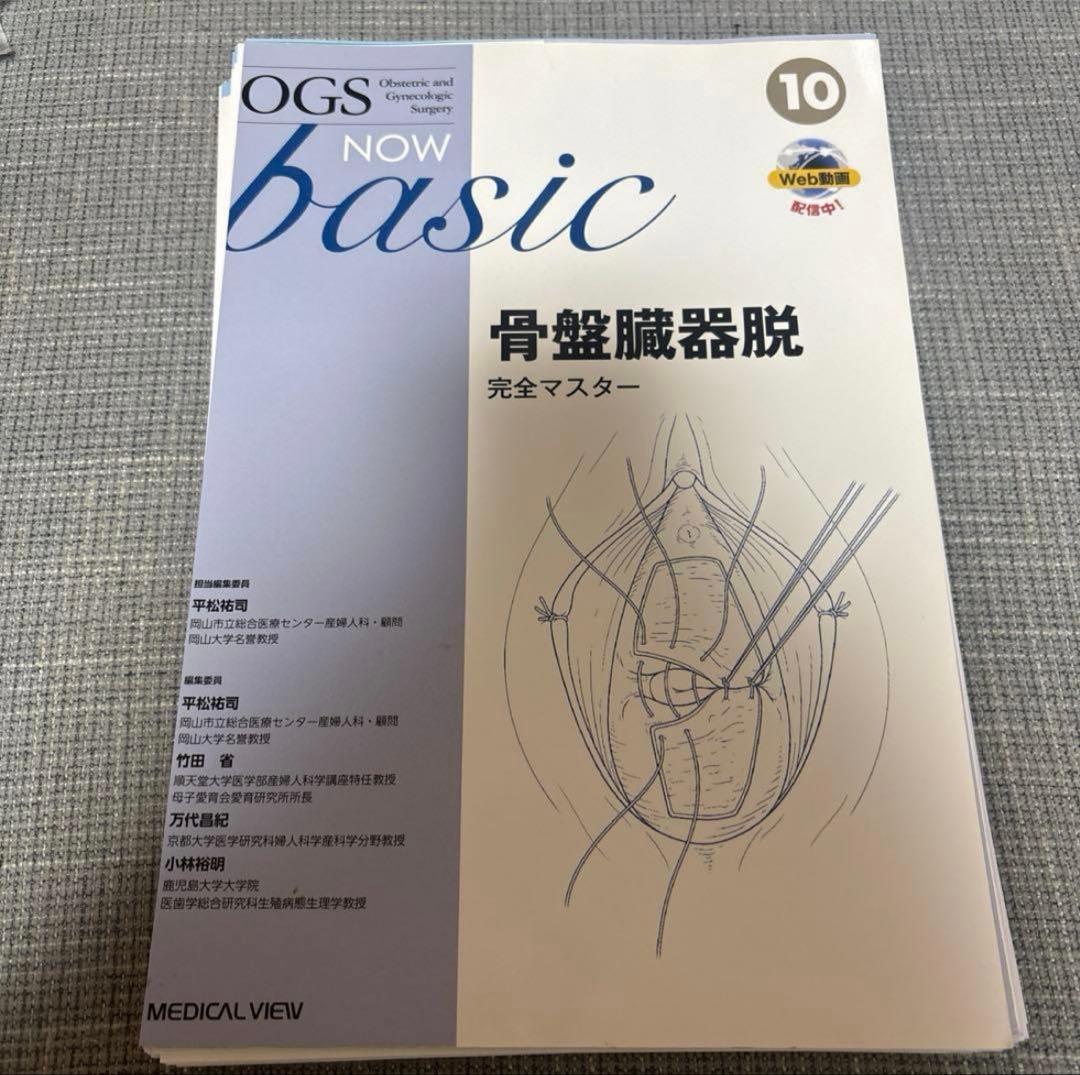 OGS
Obstetric and
Gynecologic
Surgery
NOW
basic
10
Web動画
配信中!
骨盤臓器脱
完全マスター
担当編集委員
平松祐司
岡山市立総合医療センター産婦人科・顧問
岡山大学名誉教授
編集委員
平松祐司
岡山市立総合医療センター産婦人科・顧問
岡山大学名誉教授
竹田 省
順天堂大学医学部産婦人科学講座特任教授
母子愛育会愛育研究所所長
万代昌紀
京都大学医学研究科婦人科学産科学分野教授
小林裕明
鹿児島大学大学院
医歯学総合研究科生殖病態生理学教授
MEDICAL VIEW